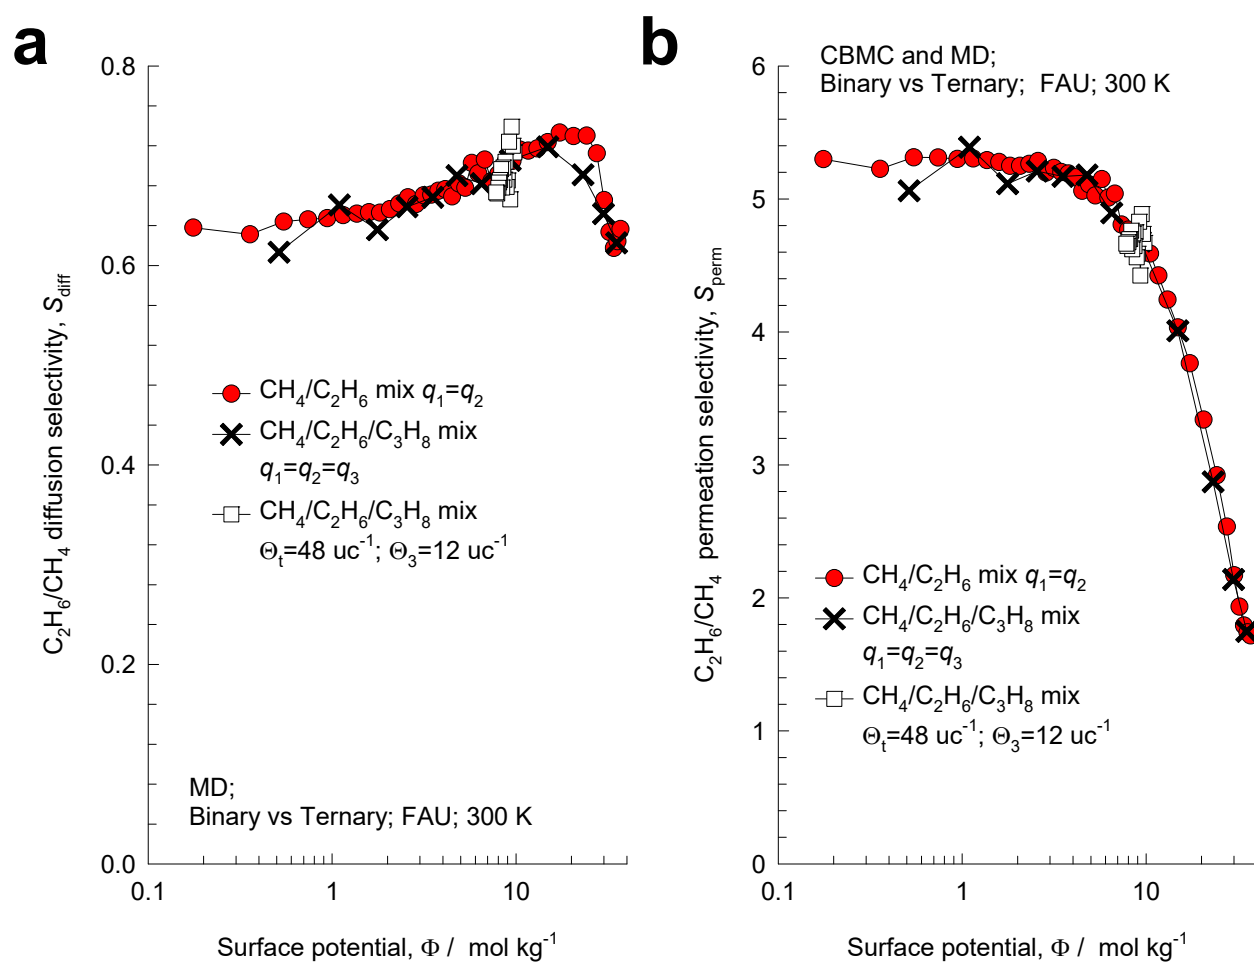 a
0.8
0.6
0.4
0.2
0.0
0.1
1
10
C2H6/CH4 diffusion selectivity, Sdiff
CH4/C2H6 mix q1=q2
CH4/C2H6/C3H8 mix
q1=q2=q3
CH4/C2H6/C3H8 mix
Θt=48 uc-1; Θ3=12 uc-1
MD;
Binary vs Ternary; FAU; 300 K
Surface potential, Φ / mol kg-1
b
CBMC and MD;
Binary vs Ternary; FAU; 300 K
6
5
4
3
2
1
0
0.1
1
10
C2H6/CH4 permeation selectivity, Sperm
CH4/C2H6 mix q1=q2
CH4/C2H6/C3H8 mix
q1=q2=q3
CH4/C2H6/C3H8 mix
Θt=48 uc-1; Θ3=12 uc-1
Surface potential, Φ / mol kg-1